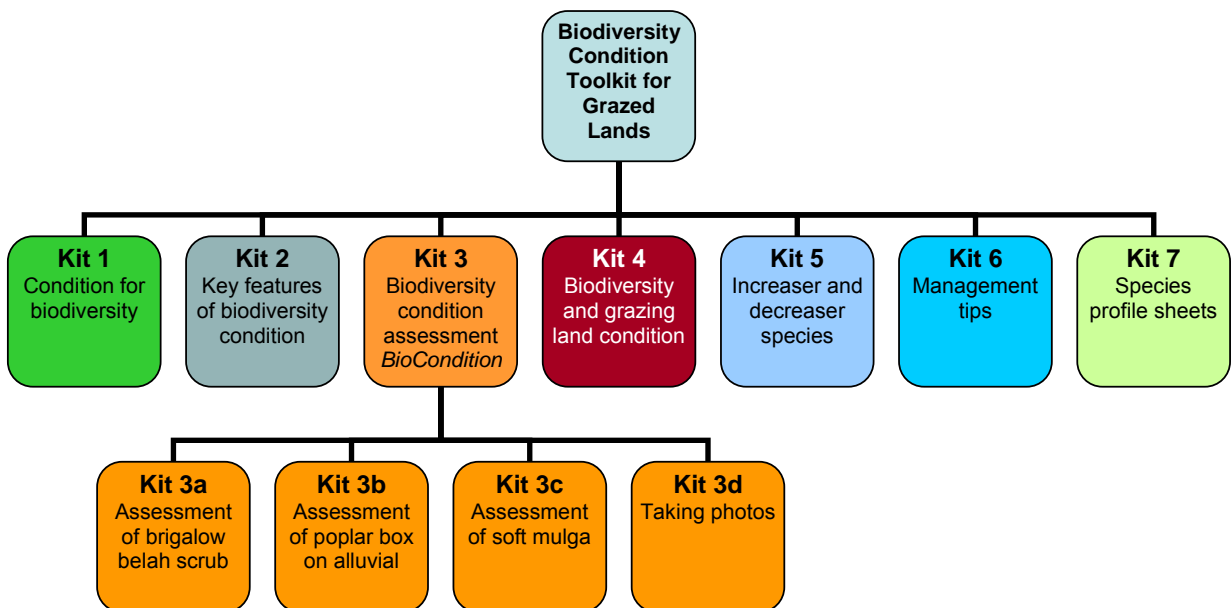 Biodiversity
Condition
Toolkit for
Grazed
Lands
Kit 1
Condition for
biodiversity
Kit 2
Key features
of biodiversity
condition
Kit 3
Biodiversity
condition
assessment
BioCondition
Kit 4
Biodiversity
and grazing
land condition
Kit 5
Increaser and
decreaser
species
Kit 6
Management
tips
Kit 7
Species
profile sheets
Kit 3a
Assessment
of brigalow
belah scrub
Kit 3b
Assessment
of poplar box
on alluvial
Kit 3c
Assessment
of soft mulga
Kit 3d
Taking photos